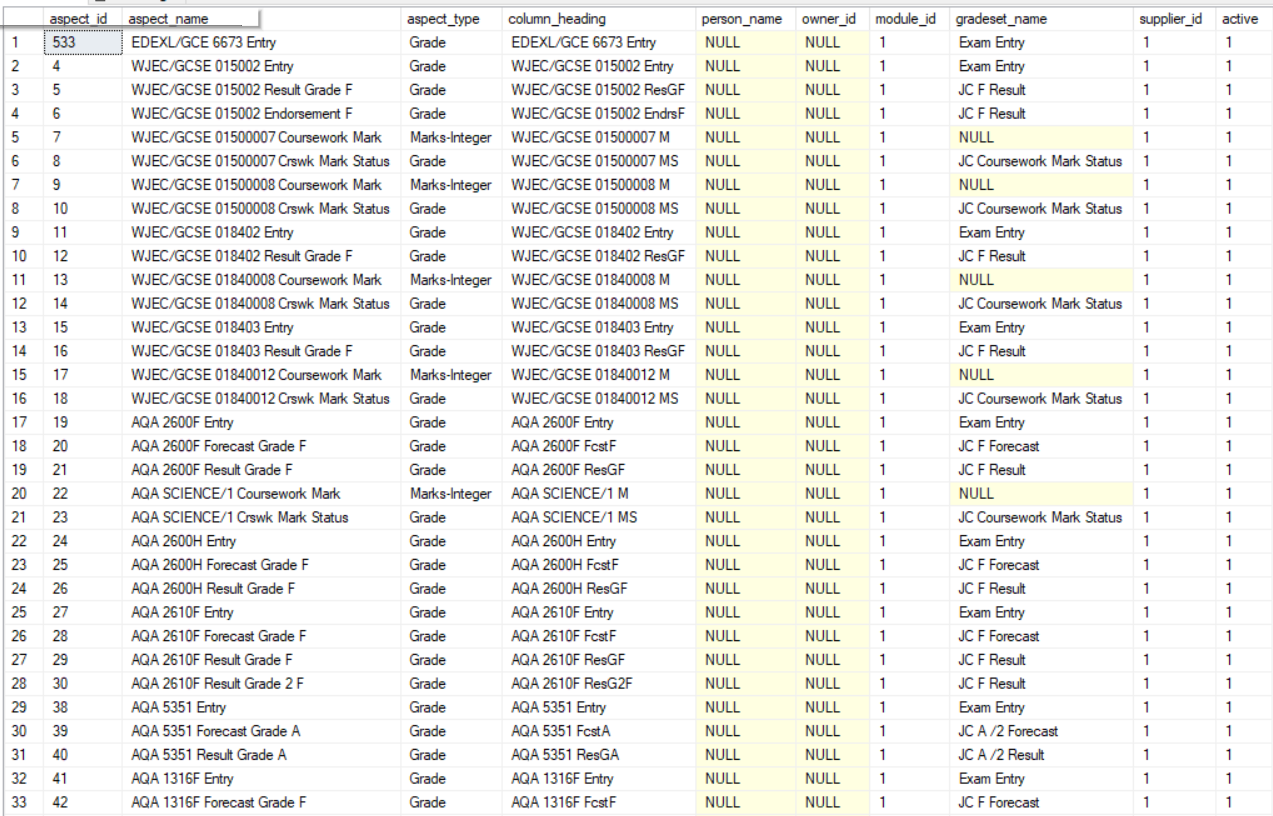 aspect_id aspect_name aspect_type column_heading person_name owner_id module_id gradeset_name supplier_id active
1 533 EDEXL/GCE 6673 Entry Grade EDEXL/GCE 6673 Entry NULL NULL 1 Exam Entry 1 1
2 4 WJEC/GCSE 015002 Entry Grade WJEC/GCSE 015002 Entry NULL NULL 1 Exam Entry 1 1
3 5 WJEC/GCSE 015002 Result Grade F Grade WJEC/GCSE 015002 ResGF NULL NULL 1 JC F Result 1 1
4 6 WJEC/GCSE 015002 Endorsement F Grade WJEC/GCSE 015002 EndrsF NULL NULL 1 JC F Result 1 1
5 7 WJEC/GCSE 01500007 Coursework Mark Marks-Integer WJEC/GCSE 01500007 M NULL NULL 1 NULL 1 1
6 8 WJEC/GCSE 01500007 Crswk Mark Status Grade WJEC/GCSE 01500007 MS NULL NULL 1 JC Coursework Mark Status 1 1
7 9 WJEC/GCSE 01500008 Coursework Mark Marks-Integer WJEC/GCSE 01500008 M NULL NULL 1 NULL 1 1
8 10 WJEC/GCSE 01500008 Crswk Mark Status Grade WJEC/GCSE 01500008 MS NULL NULL 1 JC Coursework Mark Status 1 1
9 11 WJEC/GCSE 018402 Entry Grade WJEC/GCSE 018402 Entry NULL NULL 1 Exam Entry 1 1
10 12 WJEC/GCSE 018402 Result Grade F Grade WJEC/GCSE 018402 ResGF NULL NULL 1 JC F Result 1 1
11 13 WJEC/GCSE 01840008 Coursework Mark Marks-Integer WJEC/GCSE 01840008 M NULL NULL 1 NULL 1 1
12 14 WJEC/GCSE 01840008 Crswk Mark Status Grade WJEC/GCSE 01840008 MS NULL NULL 1 JC Coursework Mark Status 1 1
13 15 WJEC/GCSE 018403 Entry Grade WJEC/GCSE 018403 Entry NULL NULL 1 Exam Entry 1 1
14 16 WJEC/GCSE 018403 Result Grade F Grade WJEC/GCSE 018403 ResGF NULL NULL 1 JC F Result 1 1
15 17 WJEC/GCSE 01840012 Coursework Mark Marks-Integer WJEC/GCSE 01840012 M NULL NULL 1 NULL 1 1
16 18 WJEC/GCSE 01840012 Crswk Mark Status Grade WJEC/GCSE 01840012 MS NULL NULL 1 JC Coursework Mark Status 1 1
17 19 AQA 2600F Entry Grade AQA 2600F Entry NULL NULL 1 Exam Entry 1 1
18 20 AQA 2600F Forecast Grade F Grade AQA 2600F FcstF NULL NULL 1 JC F Forecast 1 1
19 21 AQA 2600F Result Grade F Grade AQA 2600F ResGF NULL NULL 1 JC F Result 1 1
20 22 AQA SCIENCE/1 Coursework Mark Marks-Integer AQA SCIENCE/1 M NULL NULL 1 NULL 1 1
21 23 AQA SCIENCE/1 Crswk Mark Status Grade AQA SCIENCE/1 MS NULL NULL 1 JC Coursework Mark Status 1 1
22 24 AQA 2600H Entry Grade AQA 2600H Entry NULL NULL 1 Exam Entry 1 1
23 25 AQA 2600H Forecast Grade F Grade AQA 2600H FcstF NULL NULL 1 JC F Forecast 1 1
24 26 AQA 2600H Result Grade F Grade AQA 2600H ResGF NULL NULL 1 JC F Result 1 1
25 27 AQA 2610F Entry Grade AQA 2610F Entry NULL NULL 1 Exam Entry 1 1
26 28 AQA 2610F Forecast Grade F Grade AQA 2610F FcstF NULL NULL 1 JC F Forecast 1 1
27 29 AQA 2610F Result Grade F Grade AQA 2610F ResGF NULL NULL 1 JC F Result 1 1
28 30 AQA 2610F Result Grade 2 F Grade AQA 2610F ResG2F NULL NULL 1 JC F Result 1 1
29 38 AQA 5351 Entry Grade AQA 5351 Entry NULL NULL 1 Exam Entry 1 1
30 39 AQA 5351 Forecast Grade A Grade AQA 5351 FcstA NULL NULL 1 JC A /2 Forecast 1 1
31 40 AQA 5351 Result Grade A Grade AQA 5351 ResGA NULL NULL 1 JC A /2 Result 1 1
32 41 AQA 1316F Entry Grade AQA 1316F Entry NULL NULL 1 Exam Entry 1 1
33 42 AQA 1316F Forecast Grade F Grade AQA 1316F FcstF NULL NULL 1 JC F Forecast 1 1